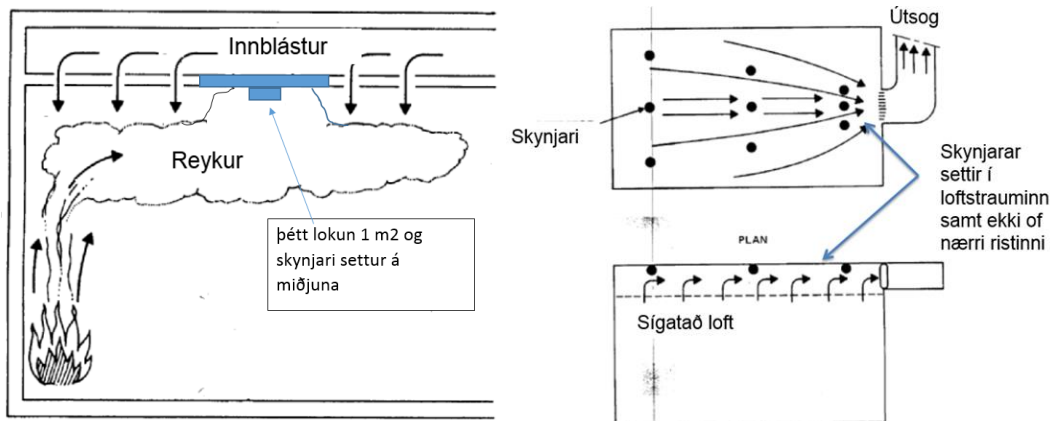 Innblástur
Reykur
þétt lokun 1 m2 og
skynjari settur á
miðjuna
Útsog
Skynjari
Skynjarar
settir í
loftstrauminn
samt ekki of
nærri ristinni
PLAN
Sígatað loft